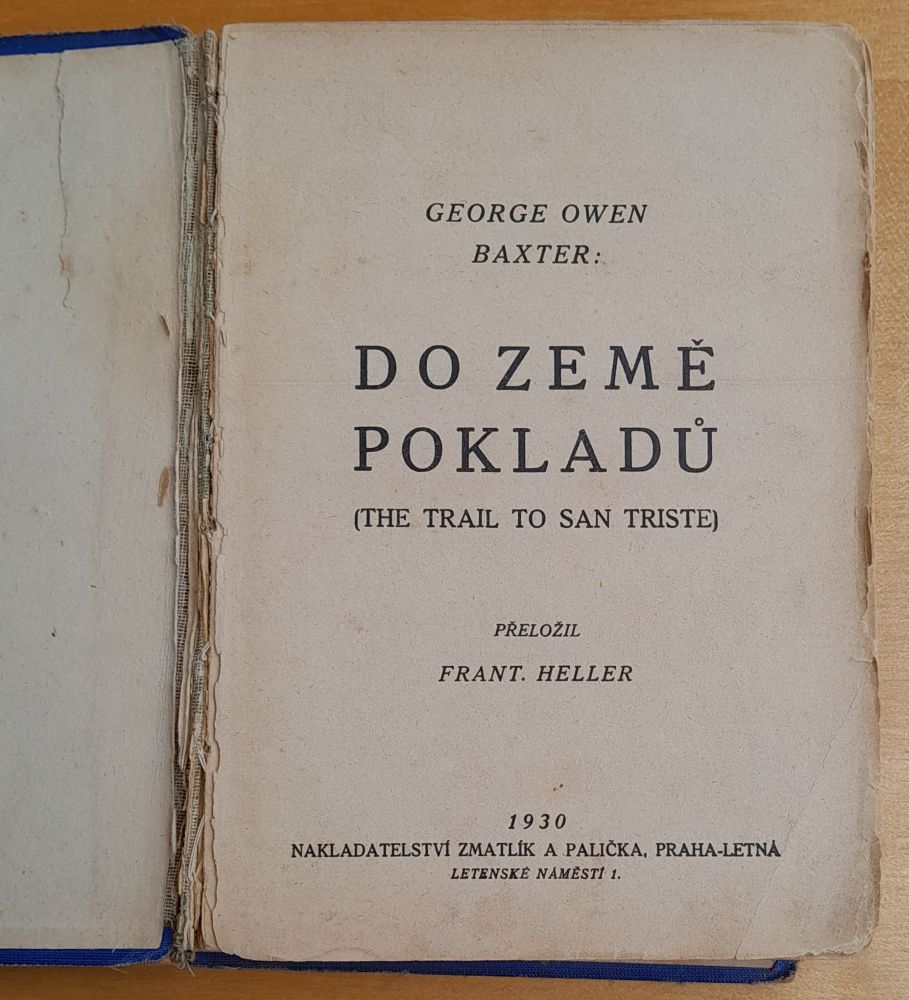 GEORGE OWEN
BAXTER:
DO ZEMĚ
POKLADŮ
(THE TRAIL TO SAN TRISTE)
PŘELOŽIL
FRANT. HELLER
1930
NAKLADATELSTVÍ ZMATLÍK A PALIČKA, PRAHA-LETNÁ
LETENSKÉ NÁMĚSTÍ 1.